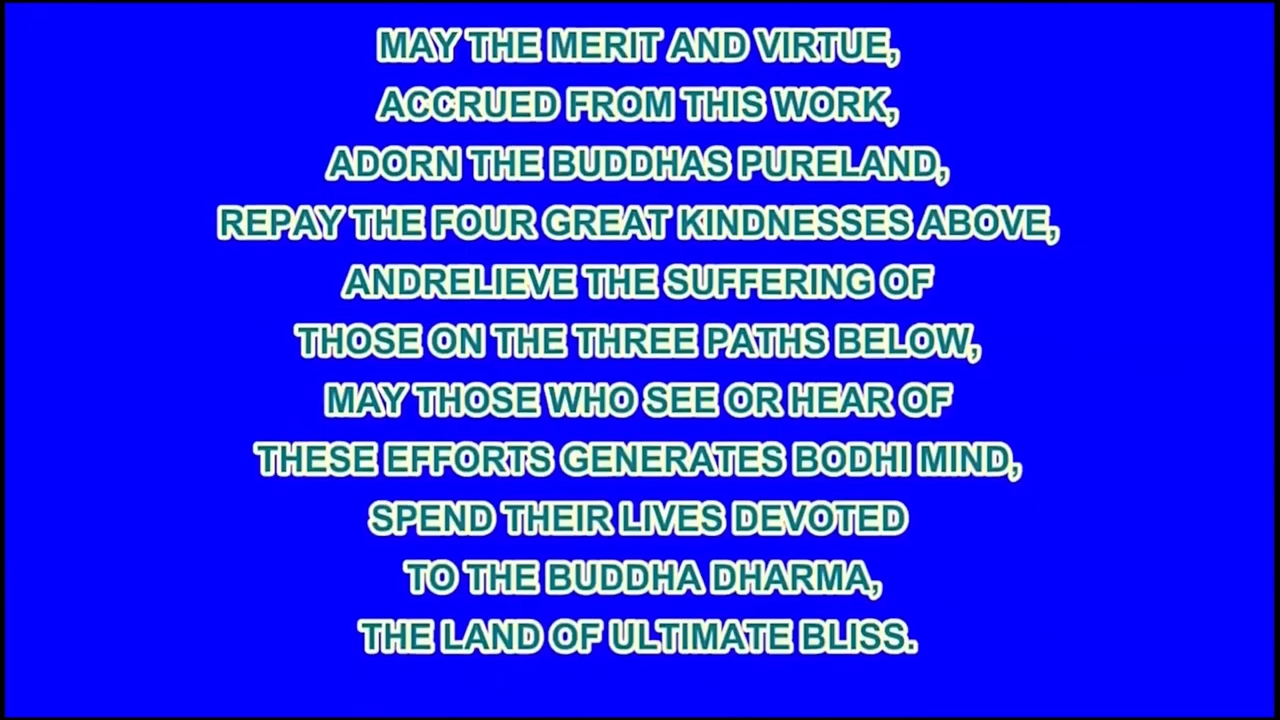 MAY THE MERIT AND VIRTUE,
ACCRUED FROM THIS WORK,
ADORN THE BUDDHAS PURELAND,
REPAY THE FOUR GREAT KINDNESSES ABOVE,
ANDRELIEVE THE SUFFERING OF
THOSE ON THE THREE PATHS BELOW,
MAY THOSE WHO SEE OR HEAR OF
THESE EFFORTS GENERATES BODHI MIND,
SPEND THEIR LIVES DEVOTED
TO THE BUDDHA DHARMA,
THE LAND OF ULTIMATE BLISS.